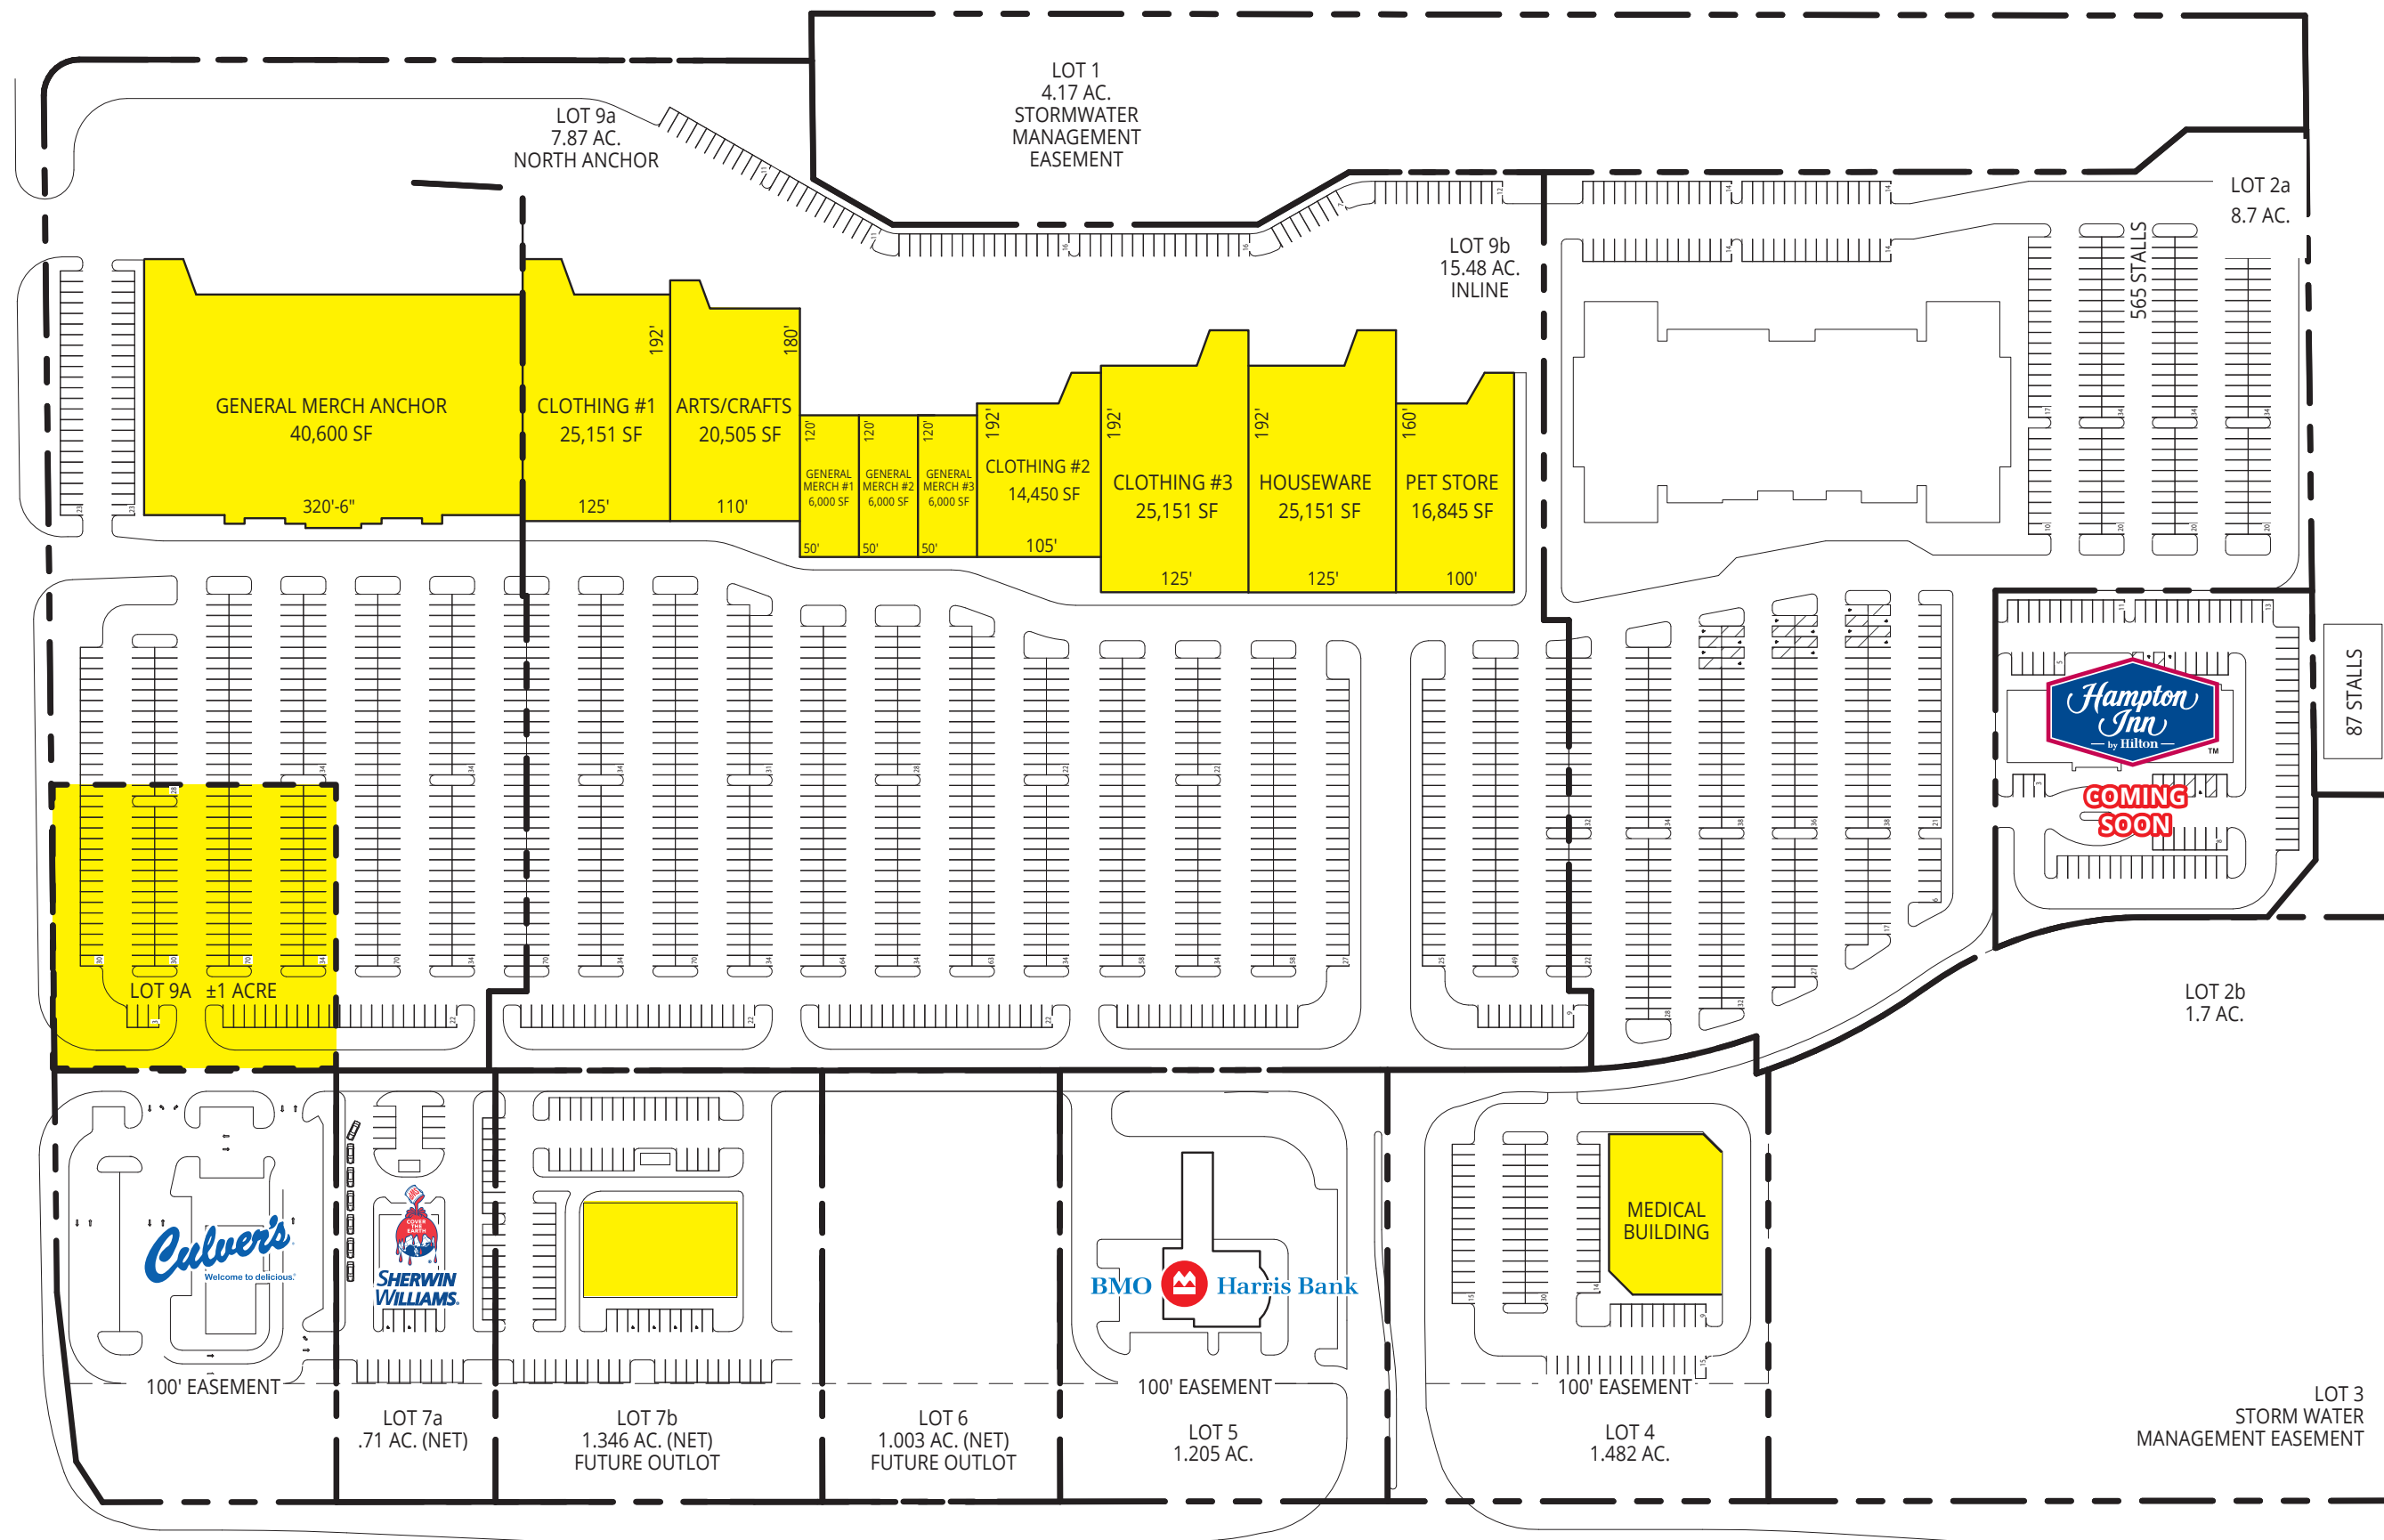 LOT 1
4.17 AC.
STORMWATER
MANAGEMENT
EASEMENT
LOT 9a
7.87 AC.
NORTH ANCHOR
LOT 2a
8.7 AC.
LOT 9b
15.48 AC.
INLINE
565 STALLS
GENERAL MERCH ANCHOR
40,600 SF
320'-6"
CLOTHING #1
25,151 SF
192'
125'
ARTS/CRAFTS
20,505 SF
180'
110'
120'
GENERAL
MERCH #1
6,000 SF
50'
120'
GENERAL
MERCH #2
6,000 SF
50'
120'
GENERAL
MERCH #3
6,000 SF
50'
192'
CLOTHING #2
14,450 SF
105'
192'
CLOTHING #3
25,151 SF
125'
192'
HOUSEWARE
25,151 SF
125'
160'
PET STORE
16,845 SF
100'
Hampton
Inn
by Hilton
TM
COMING
SOON
87 STALLS
LOT 9A ±1 ACRE
LOT 2b
1.7 AC.
Culver's
Welcome to delicious.
COVER
THE
EARTH
SHERWIN
WILLIAMS.
BMO Harris Bank
MEDICAL
BUILDING
100' EASEMENT
100' EASEMENT
100' EASEMENT
LOT 7a
.71 AC. (NET)
LOT 7b
1.346 AC. (NET)
FUTURE OUTLOT
LOT 6
1.003 AC. (NET)
FUTURE OUTLOT
LOT 5
1.205 AC.
LOT 4
1.482 AC.
LOT 3
STORM WATER
MANAGEMENT EASEMENT